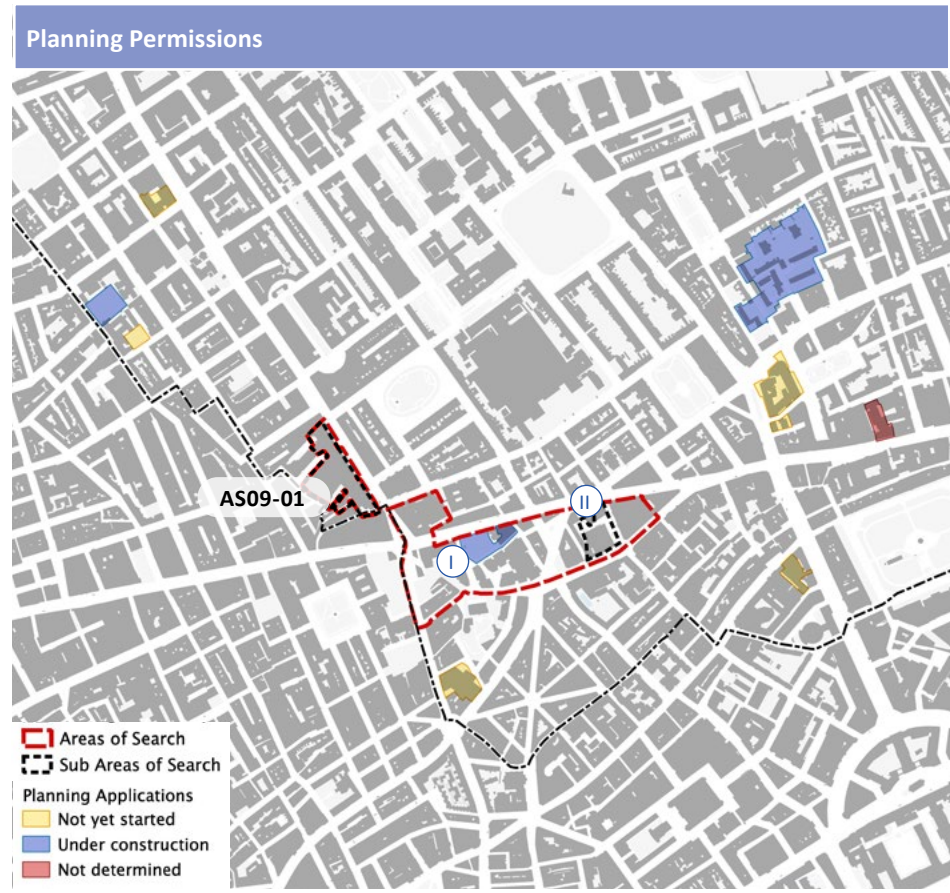 Planning Permissions
AS09-01
II
I
Areas of Search
Sub Areas of Search
Planning Applications
Not yet started
Under construction
Not determined